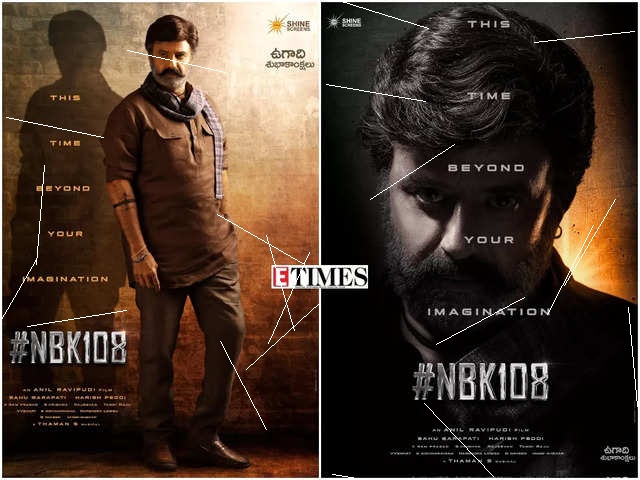 SHINE
SCREENS
ఉగాది
శుభాకాంక్షలు
THIS
TIME
BEYOND
YOUR
IMAGINATION
#NBK108
AN ANIL RAVIPUDI FILM
SAHU GARAPATI HARISH PEDDI
A THAMAN S MUSICAL
ETIMES
SHINE
SCREENS
THIS
TIME
BEYOND
YOUR
IMAGINATION
#NBK108
AN ANIL RAVIPUDI FILM
SAHU GARAPATI HARISH PEDDI
A THAMAN S MUSICAL
ఉగాది
శుభాకాంక్షలు